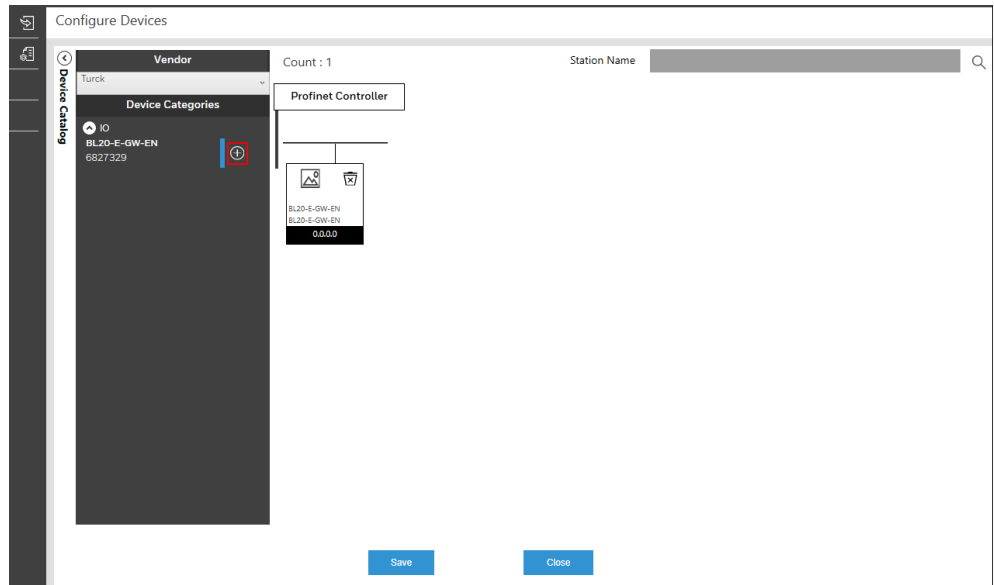 Configure Devices
Device Catalog
Vendor
Turck
Device Categories
IO
BL20-E-GW-EN
6827329
Count : 1
Station Name
Profinet Controller
BL20-E-GW-EN
BL20-E-GW-EN
0.0.0.0
Save
Close